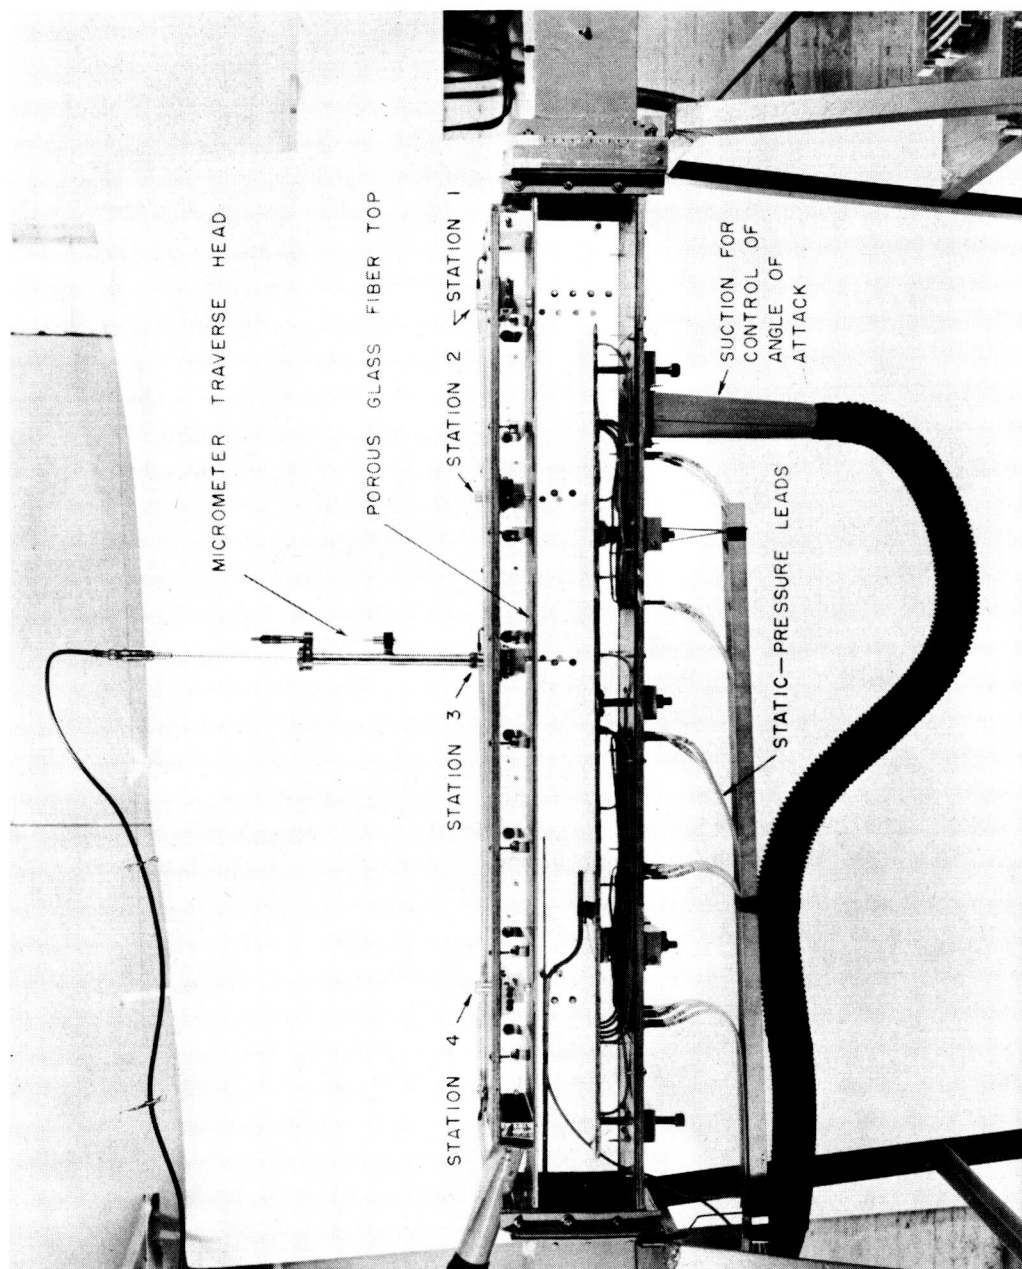 MICROMETER TRAVERSE HEAD
POROUS GLASS FIBER TOP
STATION 4
STATION 3
STATION 2
STATION 1
SUCTION FOR
CONTROL OF
ANGLE OF
ATTACK
STATIC—PRESSURE LEADS